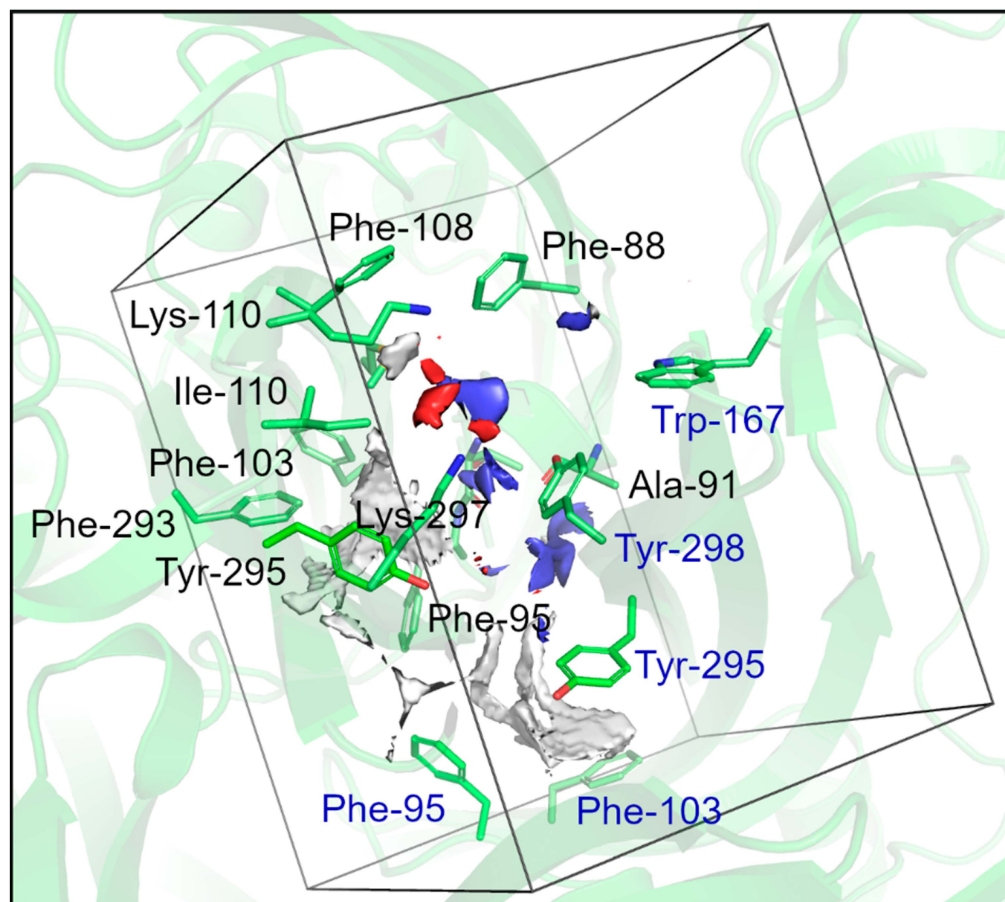 Phe-108
Phe-88
Lys-110
Ile-110
Trp-167
Phe-103
Ala-91
Phe-293
Lys-297
Tyr-298
Tyr-295
Phe-95
Tyr-295
Phe-95
Phe-103